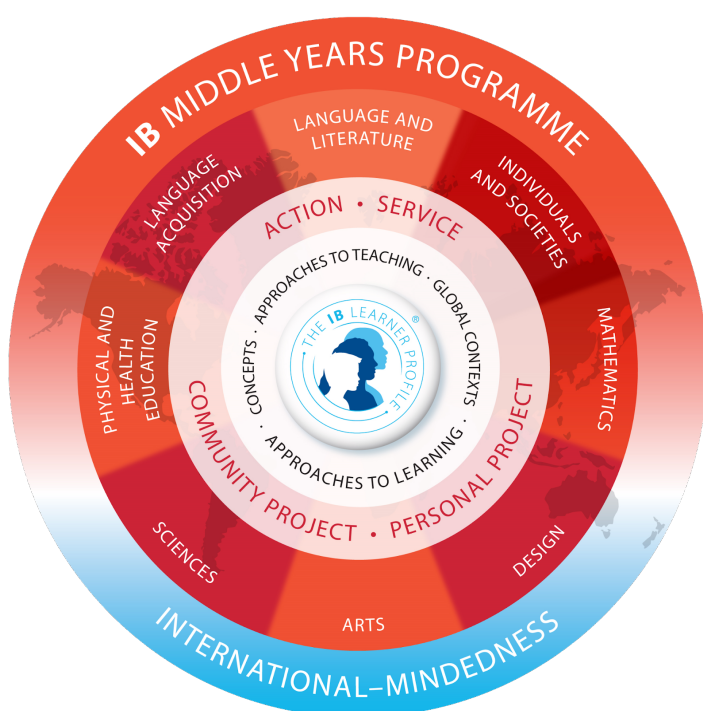 IB MIDDLE YEARS PROGRAMME
LANGUAGE AND
LITERATURE
INDIVIDUALS
AND SOCIETIES
MATHEMATICS
DESIGN
ARTS
SCIENCES
PHYSICAL AND
HEALTH
EDUCATION
LANGUAGE
ACQUISITION
ACTION • SERVICE
COMMUNITY PROJECT • PERSONAL PROJECT
· CONCEPTS · APPROACHES TO TEACHING · GLOBAL CONTEXTS ·
APPROACHES TO LEARNING
• THE IB LEARNER PROFILE • ®
INTERNATIONAL–MINDEDNESS